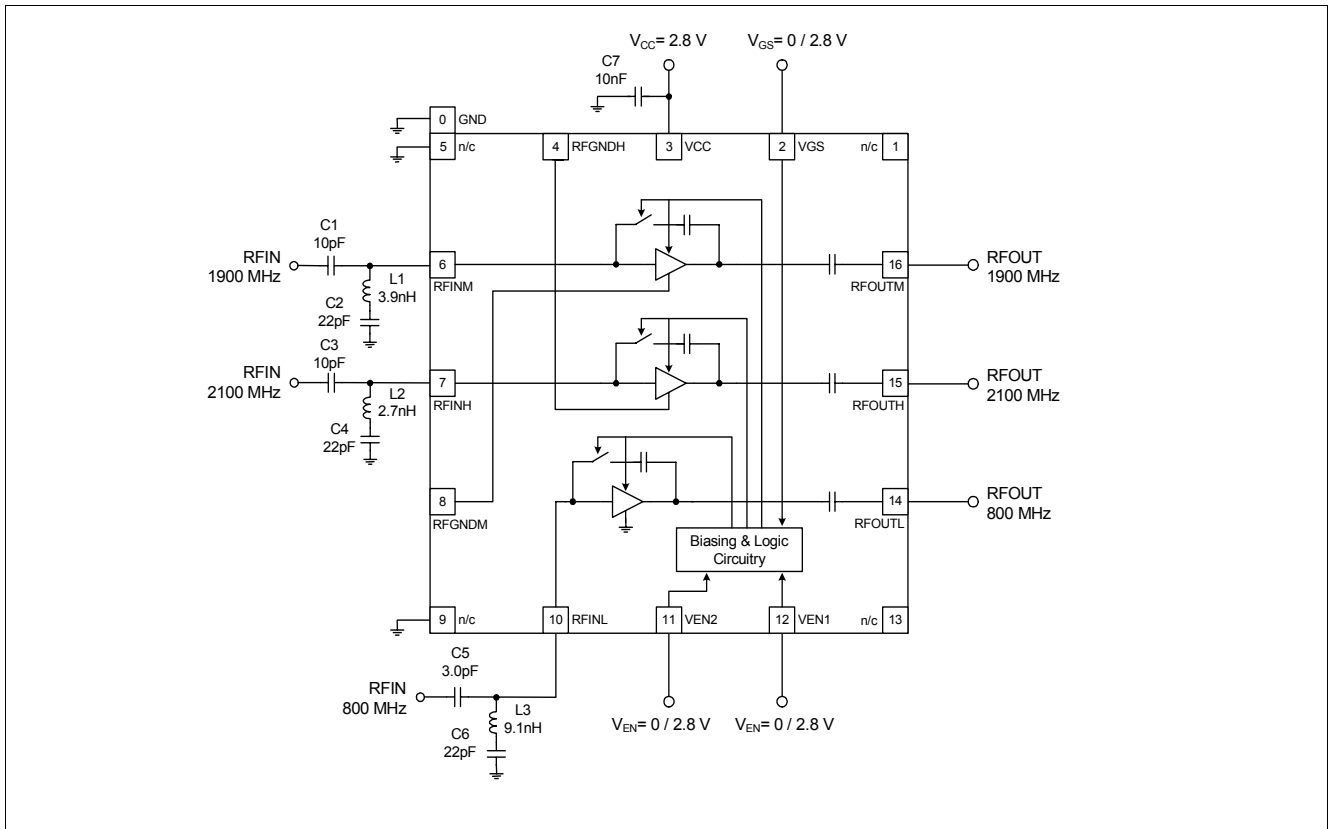 V_CC= 2.8 V
V_GS= 0 / 2.8 V
C7
10nF
0
GND
5
n/c
4
RFGNDH
3
VCC
2
VGS
n/c
1
C1
10pF
RFIN
1900 MHz
6
RFINM
L1
3.9nH
C2
22pF
16
RFOUTM
RFOUT
1900 MHz
C3
10pF
RFIN
2100 MHz
7
RFINH
L2
2.7nH
C4
22pF
15
RFOUTH
RFOUT
2100 MHz
8
RFGNDM
14
RFOUTL
RFOUT
800 MHz
Biasing & Logic
Circuitry
9
n/c
10
RFINL
11
VEN2
12
VEN1
n/c
13
C5
3.0pF
RFIN
800 MHz
L3
9.1nH
C6
22pF
V_EN= 0 / 2.8 V
V_EN= 0 / 2.8 V